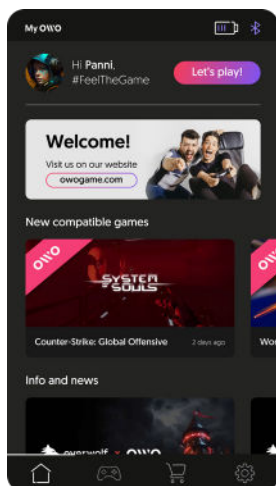 My OWO
Hi Panni,
#FeelTheGame
Let's play!
Welcome!
Visit us on our website
owogame.com
New compatible games
OWO
SYSTEM
SOULS
Counter-Strike: Global Offensive
2 days ago
Info and news
overwolf x OWO